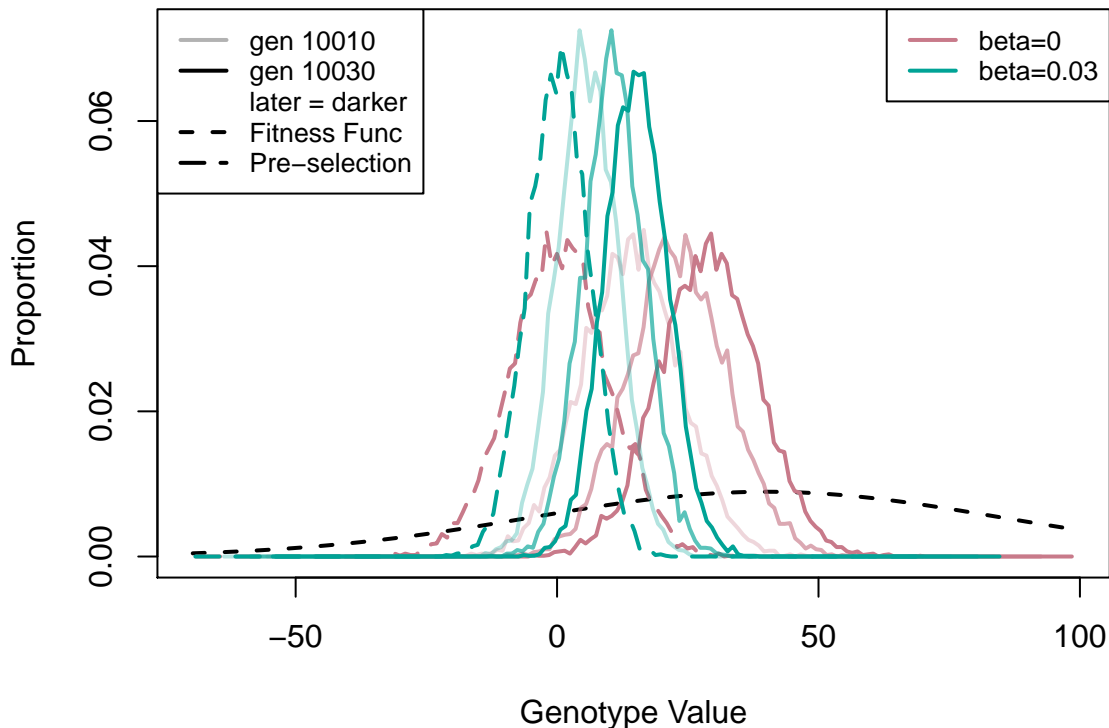 gen 10010
gen 10030
later = darker
Fitness Func
Pre−selection
beta=0
beta=0.03
Proportion
0.06
0.04
0.02
0.00
−50
0
50
100
Genotype Value